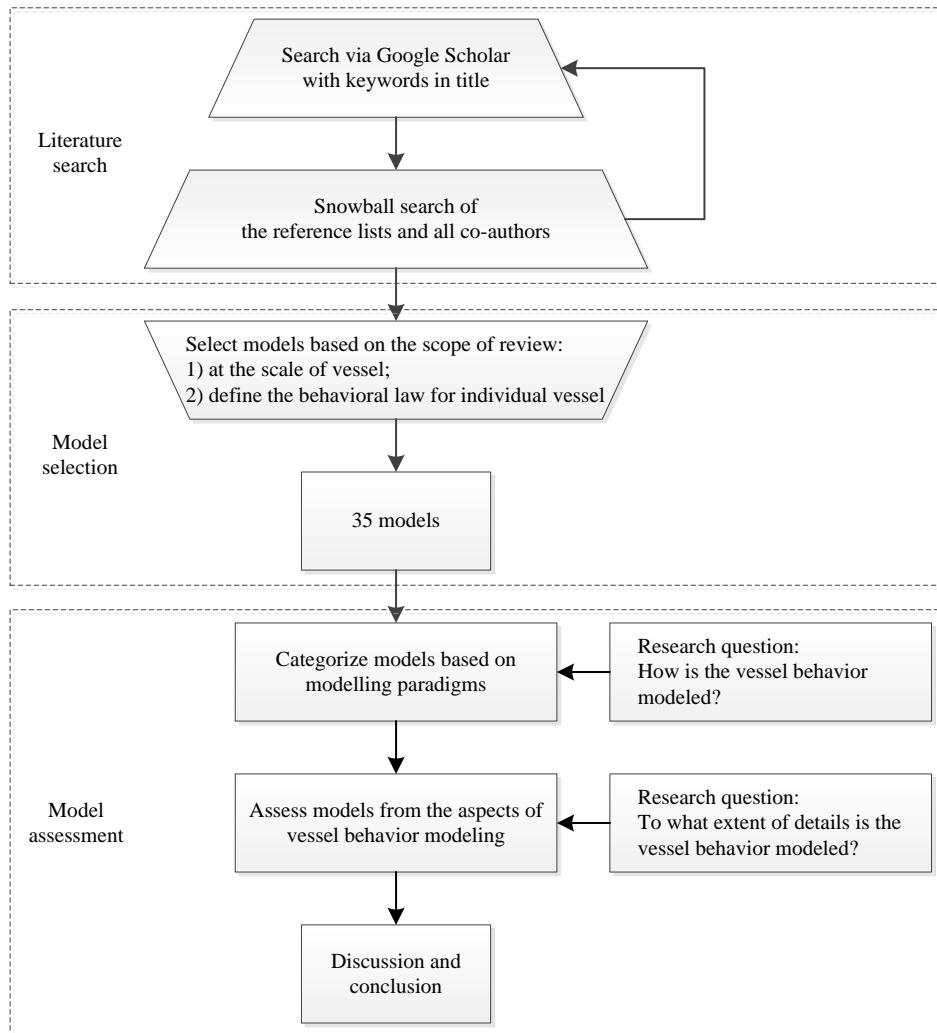 Search via Google Scholar
with keywords in title
Literature
search
Snowball search of
the reference lists and all co-authors
Select models based on the scope of review:
1) at the scale of vessel;
2) define the behavioral law for individual vessel
Model
selection
35 models
Categorize models based on
modelling paradigms
Research question:
How is the vessel behavior
modeled?
Model
assessment
Assess models from the aspects of
vessel behavior modeling
Research question:
To what extent of details is the
vessel behavior modeled?
Discussion and
conclusion